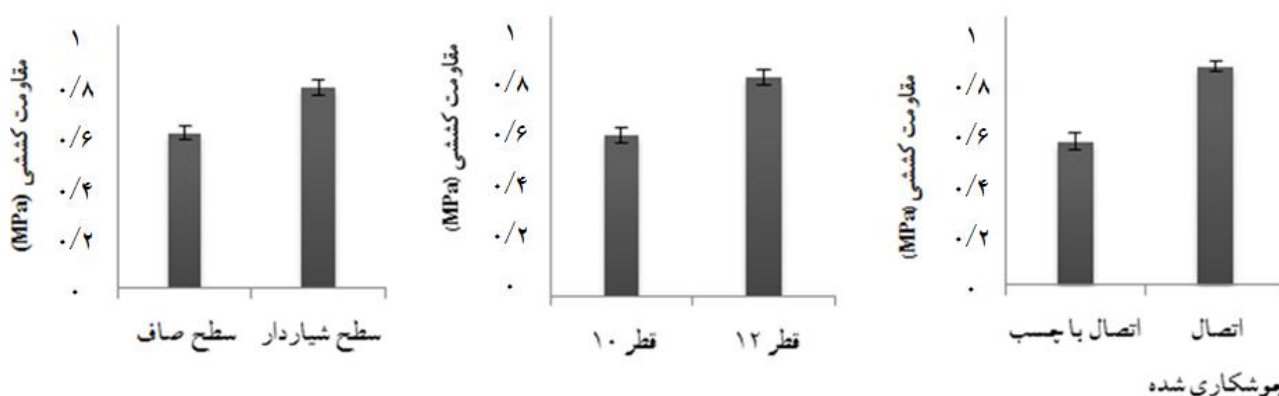 مقاومت کششی (MPa)
۱
۰/۸
۰/۶
۰/۴
۰/۲
۰
سطح صاف
سطح شیاردار
مقاومت کششی (MPa)
۱
۰/۸
۰/۶
۰/۴
۰/۲
۰
قطر ۱۰
قطر ۱۲
مقاومت کششی (MPa)
۱
۰/۸
۰/۶
۰/۴
۰/۲
۰
اتصال با چسب
اتصال
جوشکاری شده